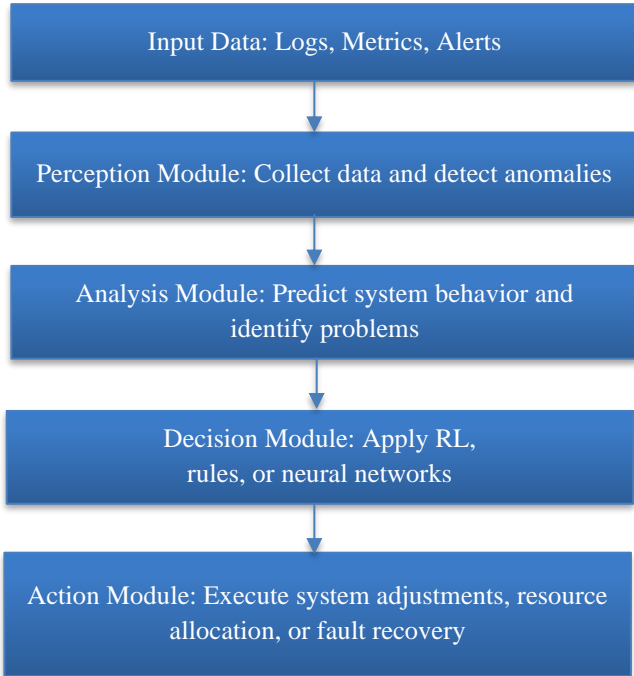 Input Data: Logs, Metrics, Alerts
Perception Module: Collect data and detect anomalies
Analysis Module: Predict system behavior and
identify problems
Decision Module: Apply RL,
rules, or neural networks
Action Module: Execute system adjustments, resource
allocation, or fault recovery